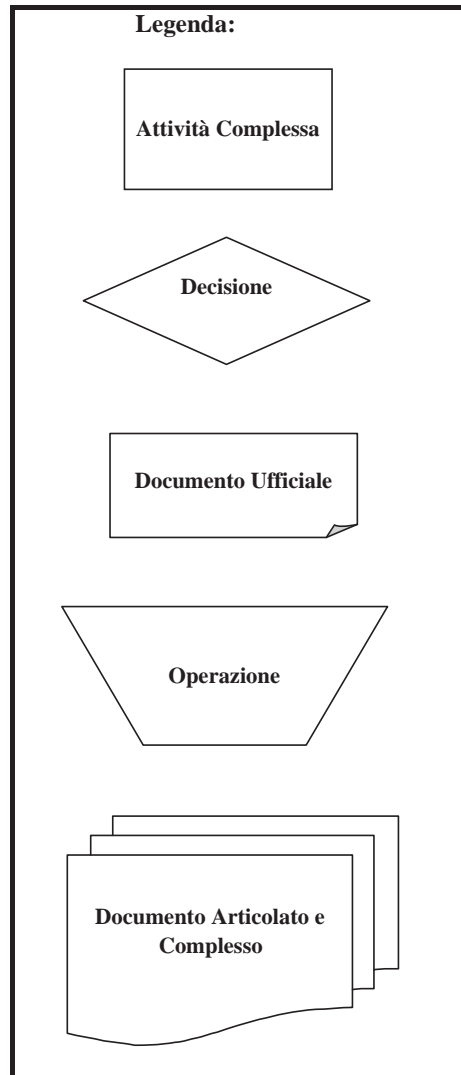 Legenda:
Attività Complessa
Decisione
Documento Ufficiale
Operazione
Documento Articolato e
Complesso